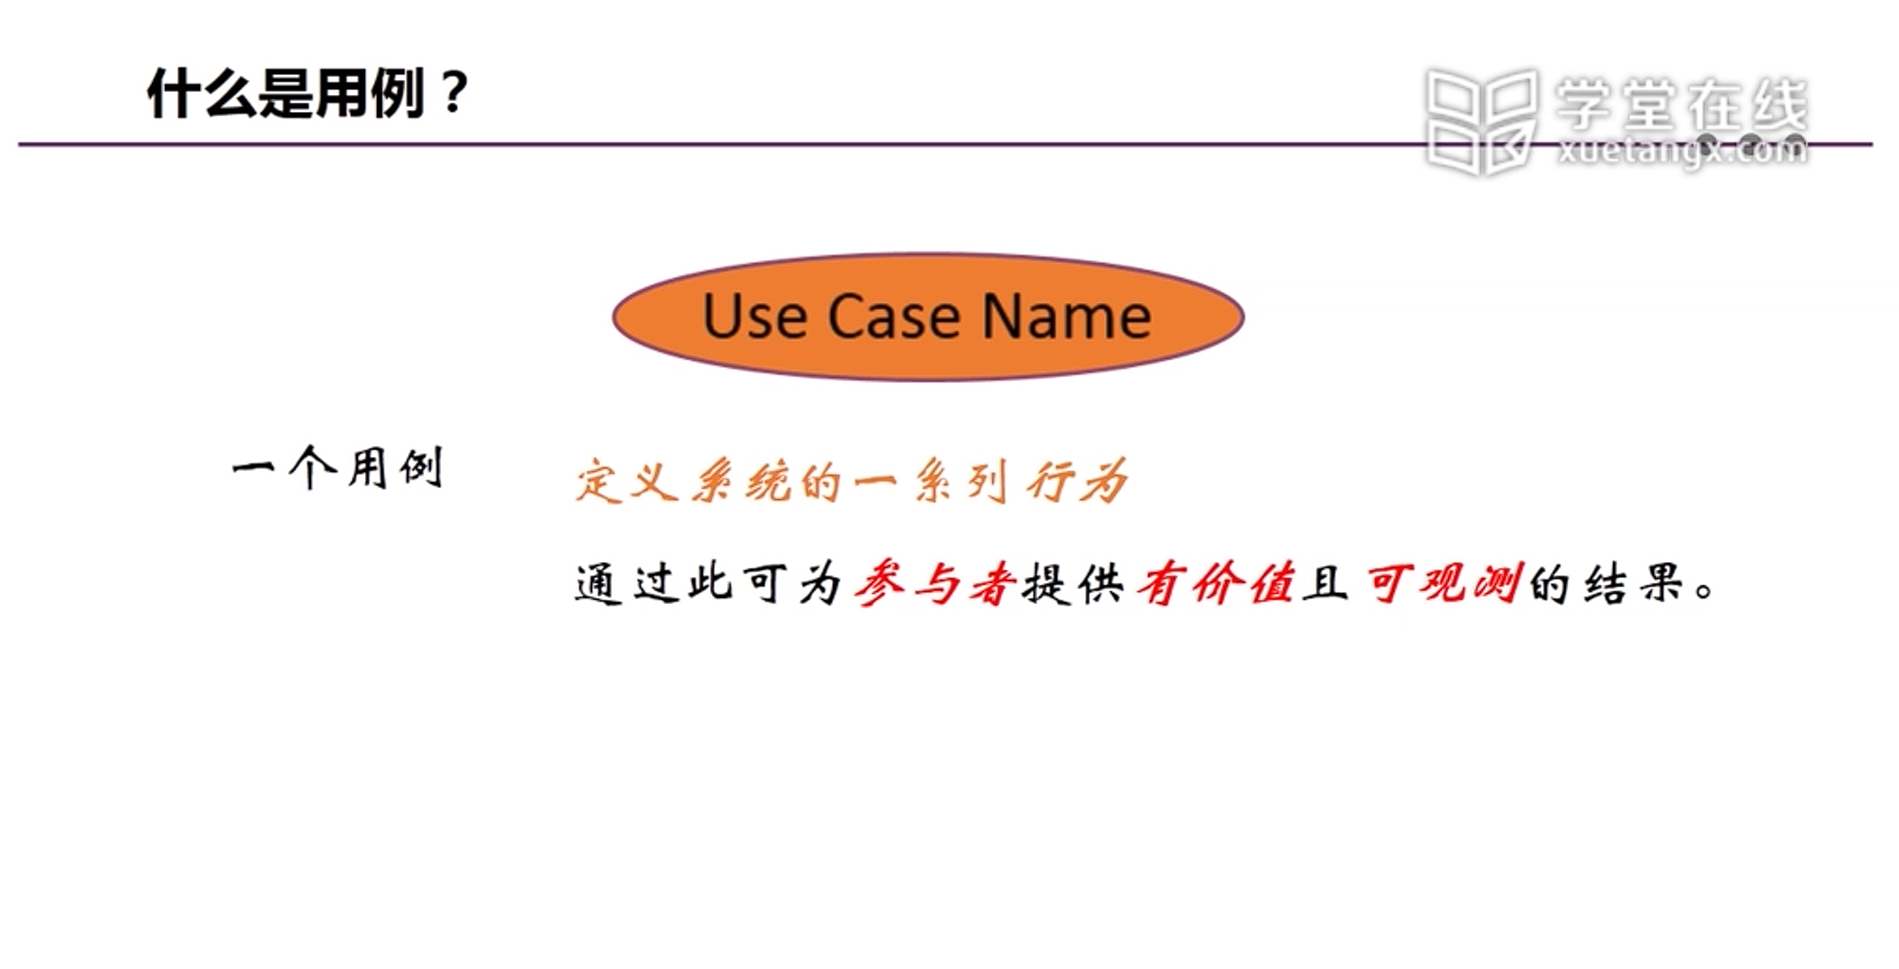 什么是用例？
学堂在线
xuetangx.com
Use Case Name
一个用例 定义系统的一系列行为
通过此可为参与者提供有价值且可观测的结果。